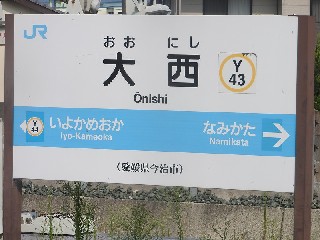 JR
おおにし
大西
Y
43
Ōnishi
Y
44
いよかめおか
Iyo-Kameoka
なみかた
Namikata
(愛媛県今治市)